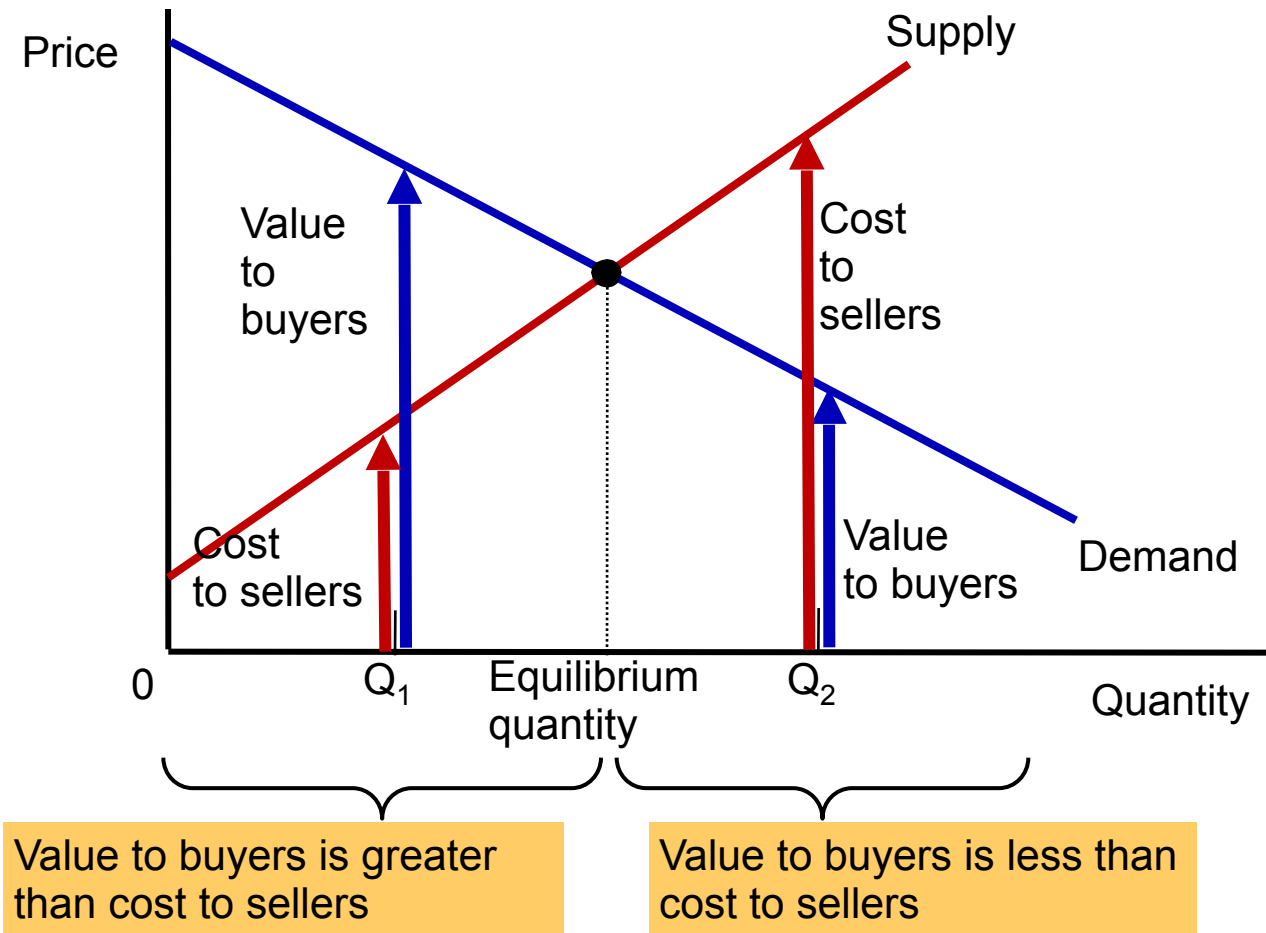 Price
Supply
Value
to
buyers
Cost
to
sellers
Cost
to sellers
Value
to buyers
Demand
0
Q₁
Equilibrium
quantity
Q₂
Quantity
Value to buyers is greater
than cost to sellers
Value to buyers is less than
cost to sellers